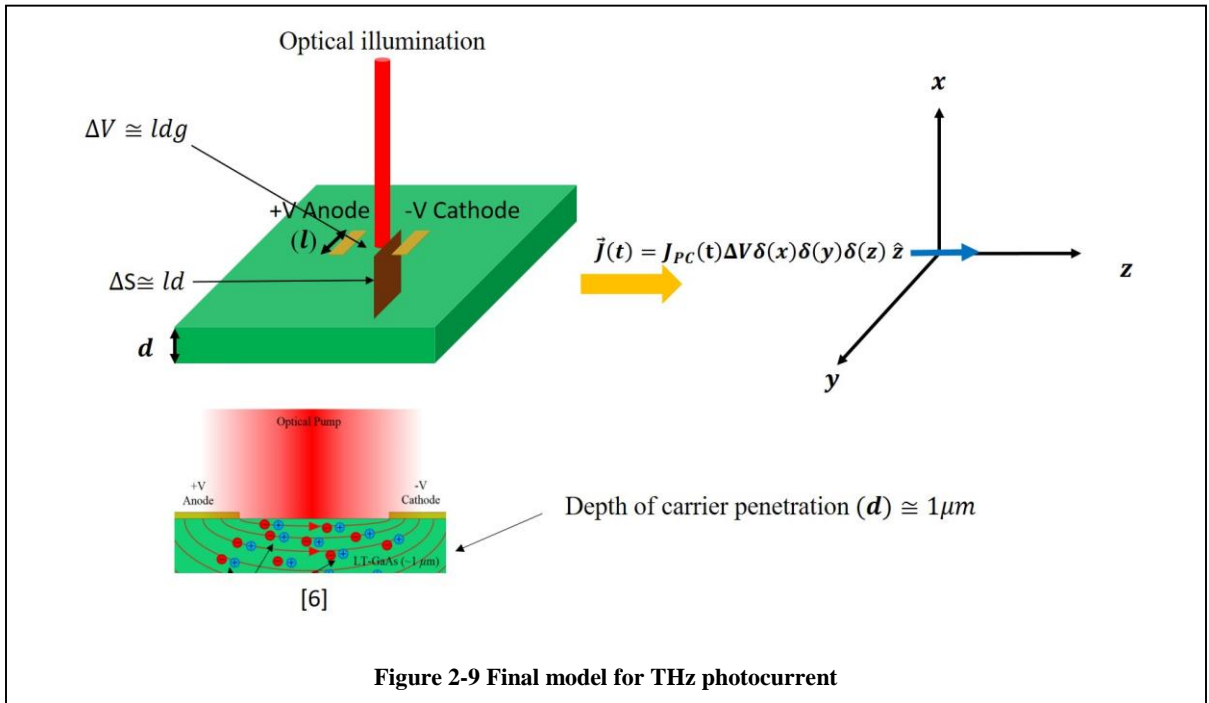 Optical illumination
ΔV ≅ ldg
+V Anode -V Cathode
(l)
ΔS≅ ld
d
J⃗(t) = J_PC(t)ΔVδ(x)δ(y)δ(z) ẑ
x
z
y
Optical Pump
+V
Anode
-V
Cathode
LT-GaAs (~1 μm)
[6]
Depth of carrier penetration (d) ≅ 1μm
Figure 2-9 Final model for THz photocurrent